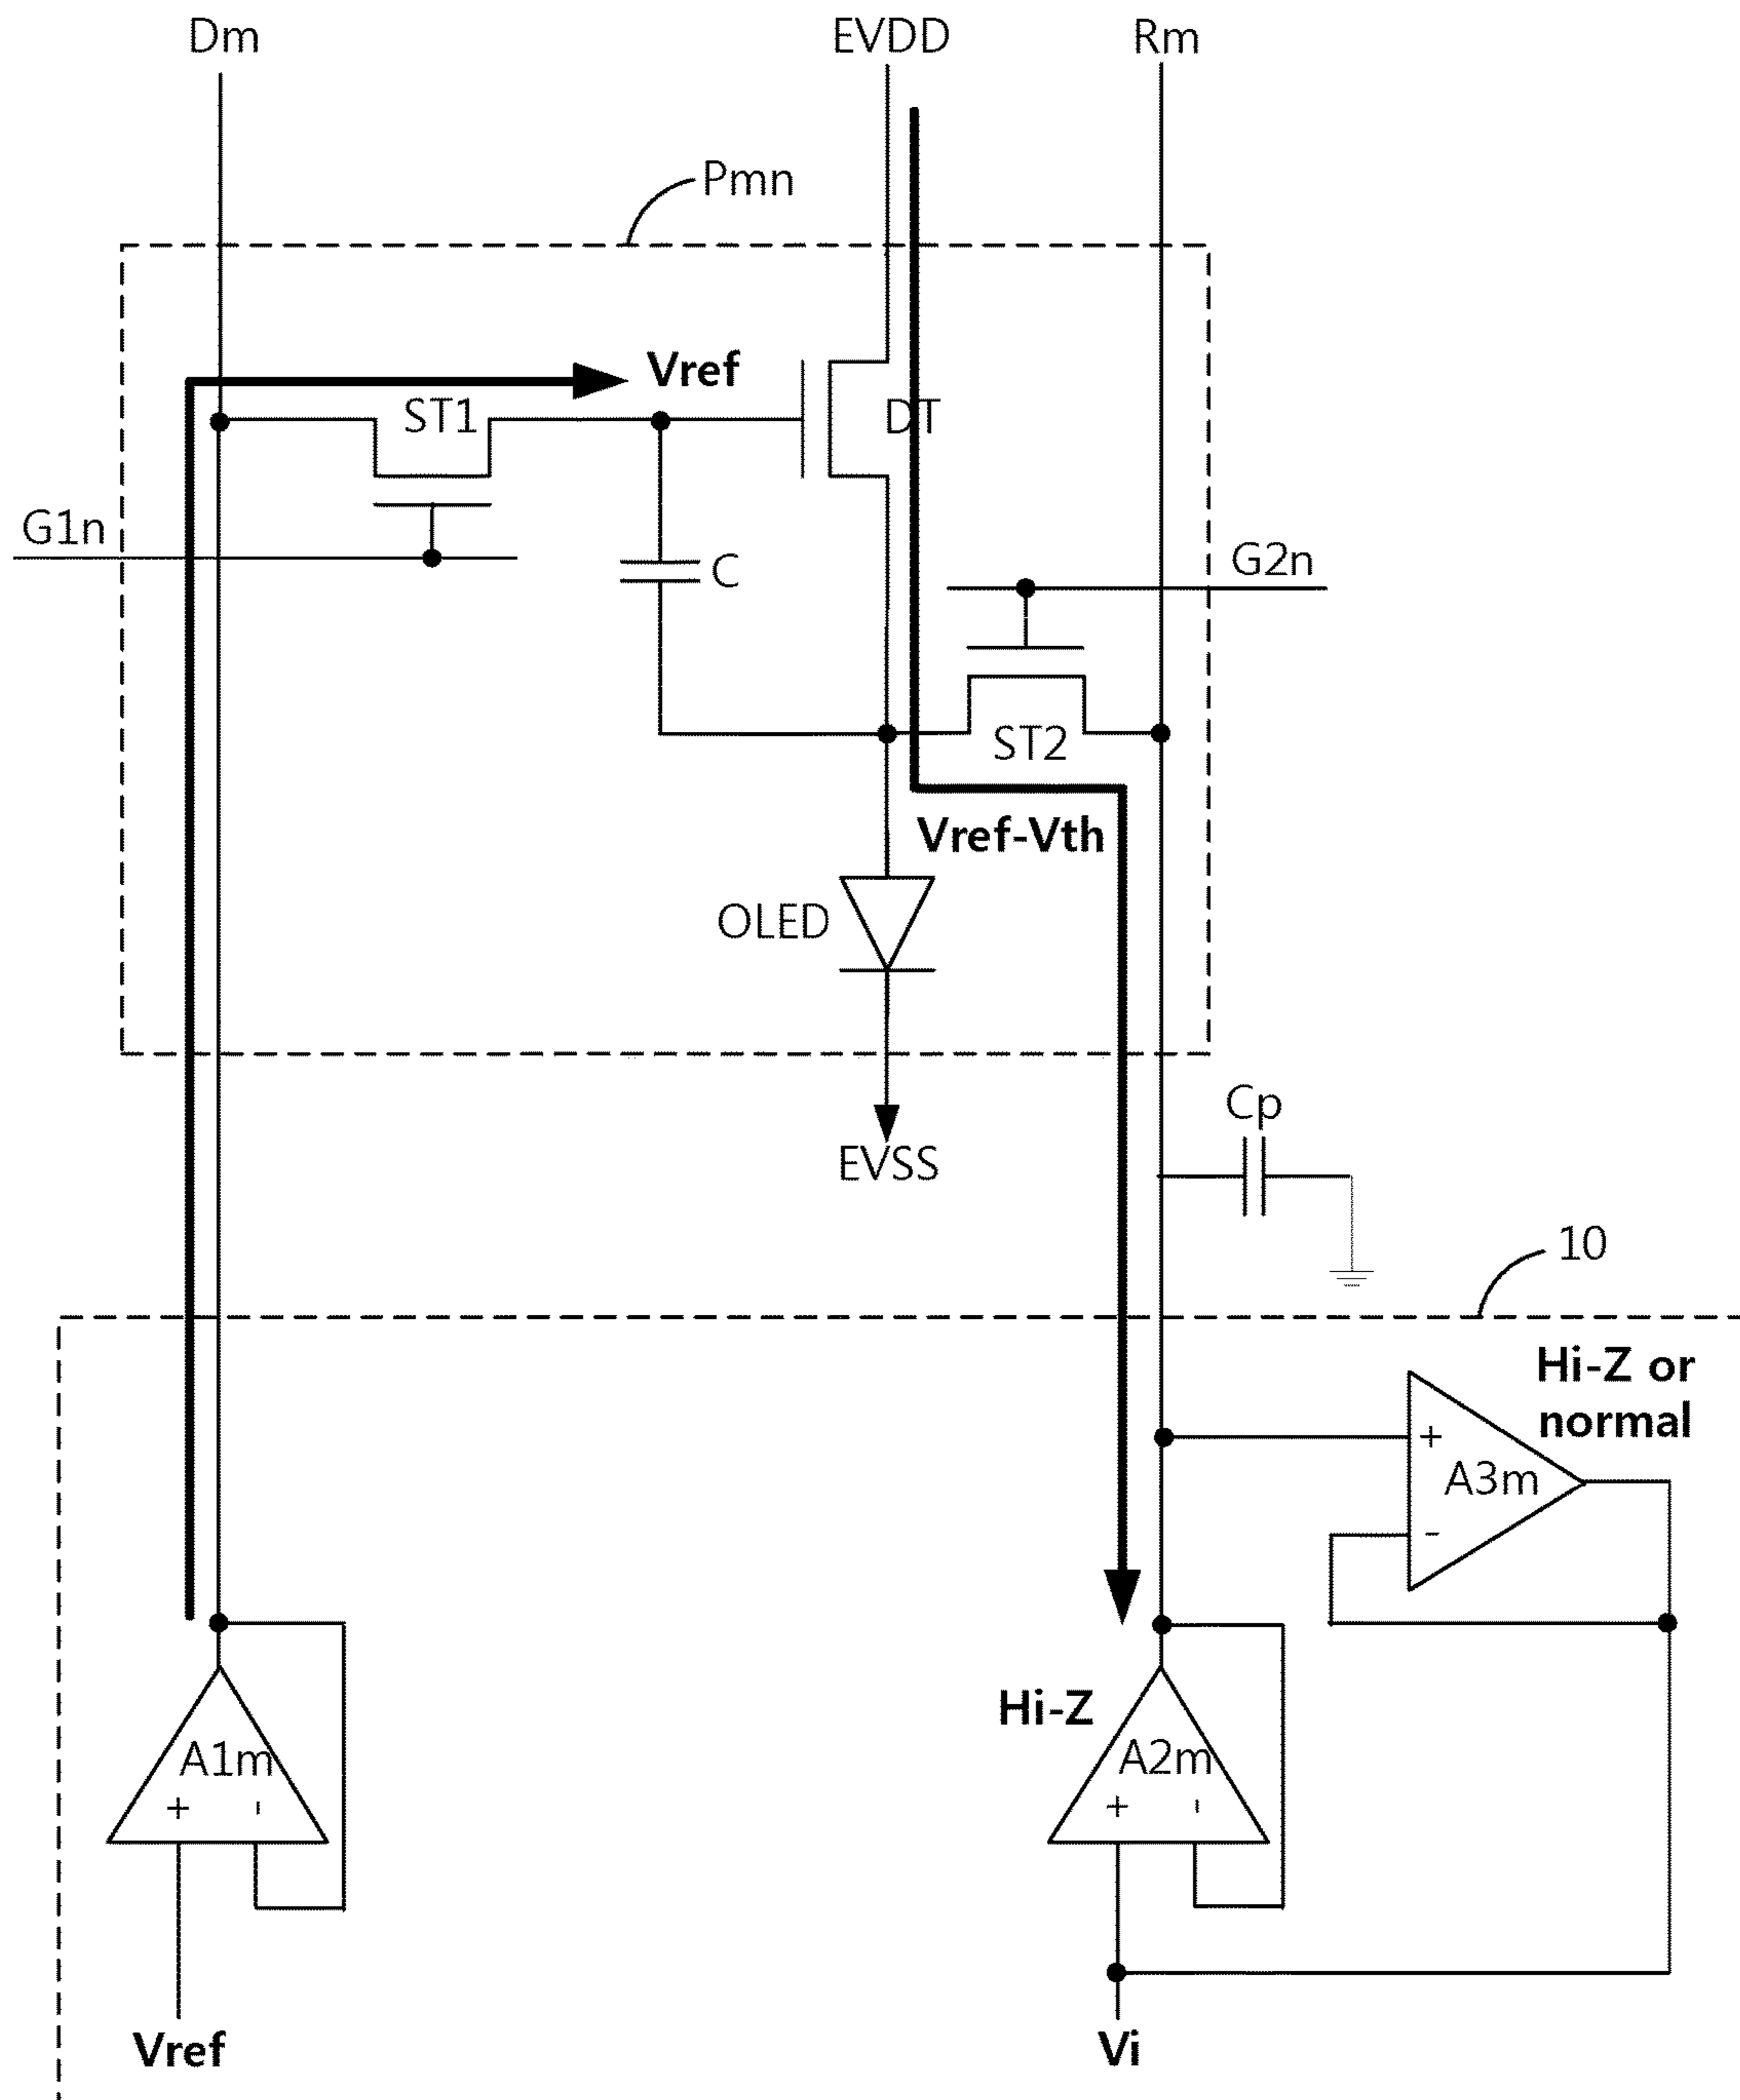 Dm EVDD Rm
Pmn
Vref
ST1 DT
G1n
C
G2n
ST2
Vref-Vth
OLED
Cp
EVSS
10
Hi-Z or
normal
+
A3m
-
Hi-Z
A1m A2m
+ - + -
Vref Vi